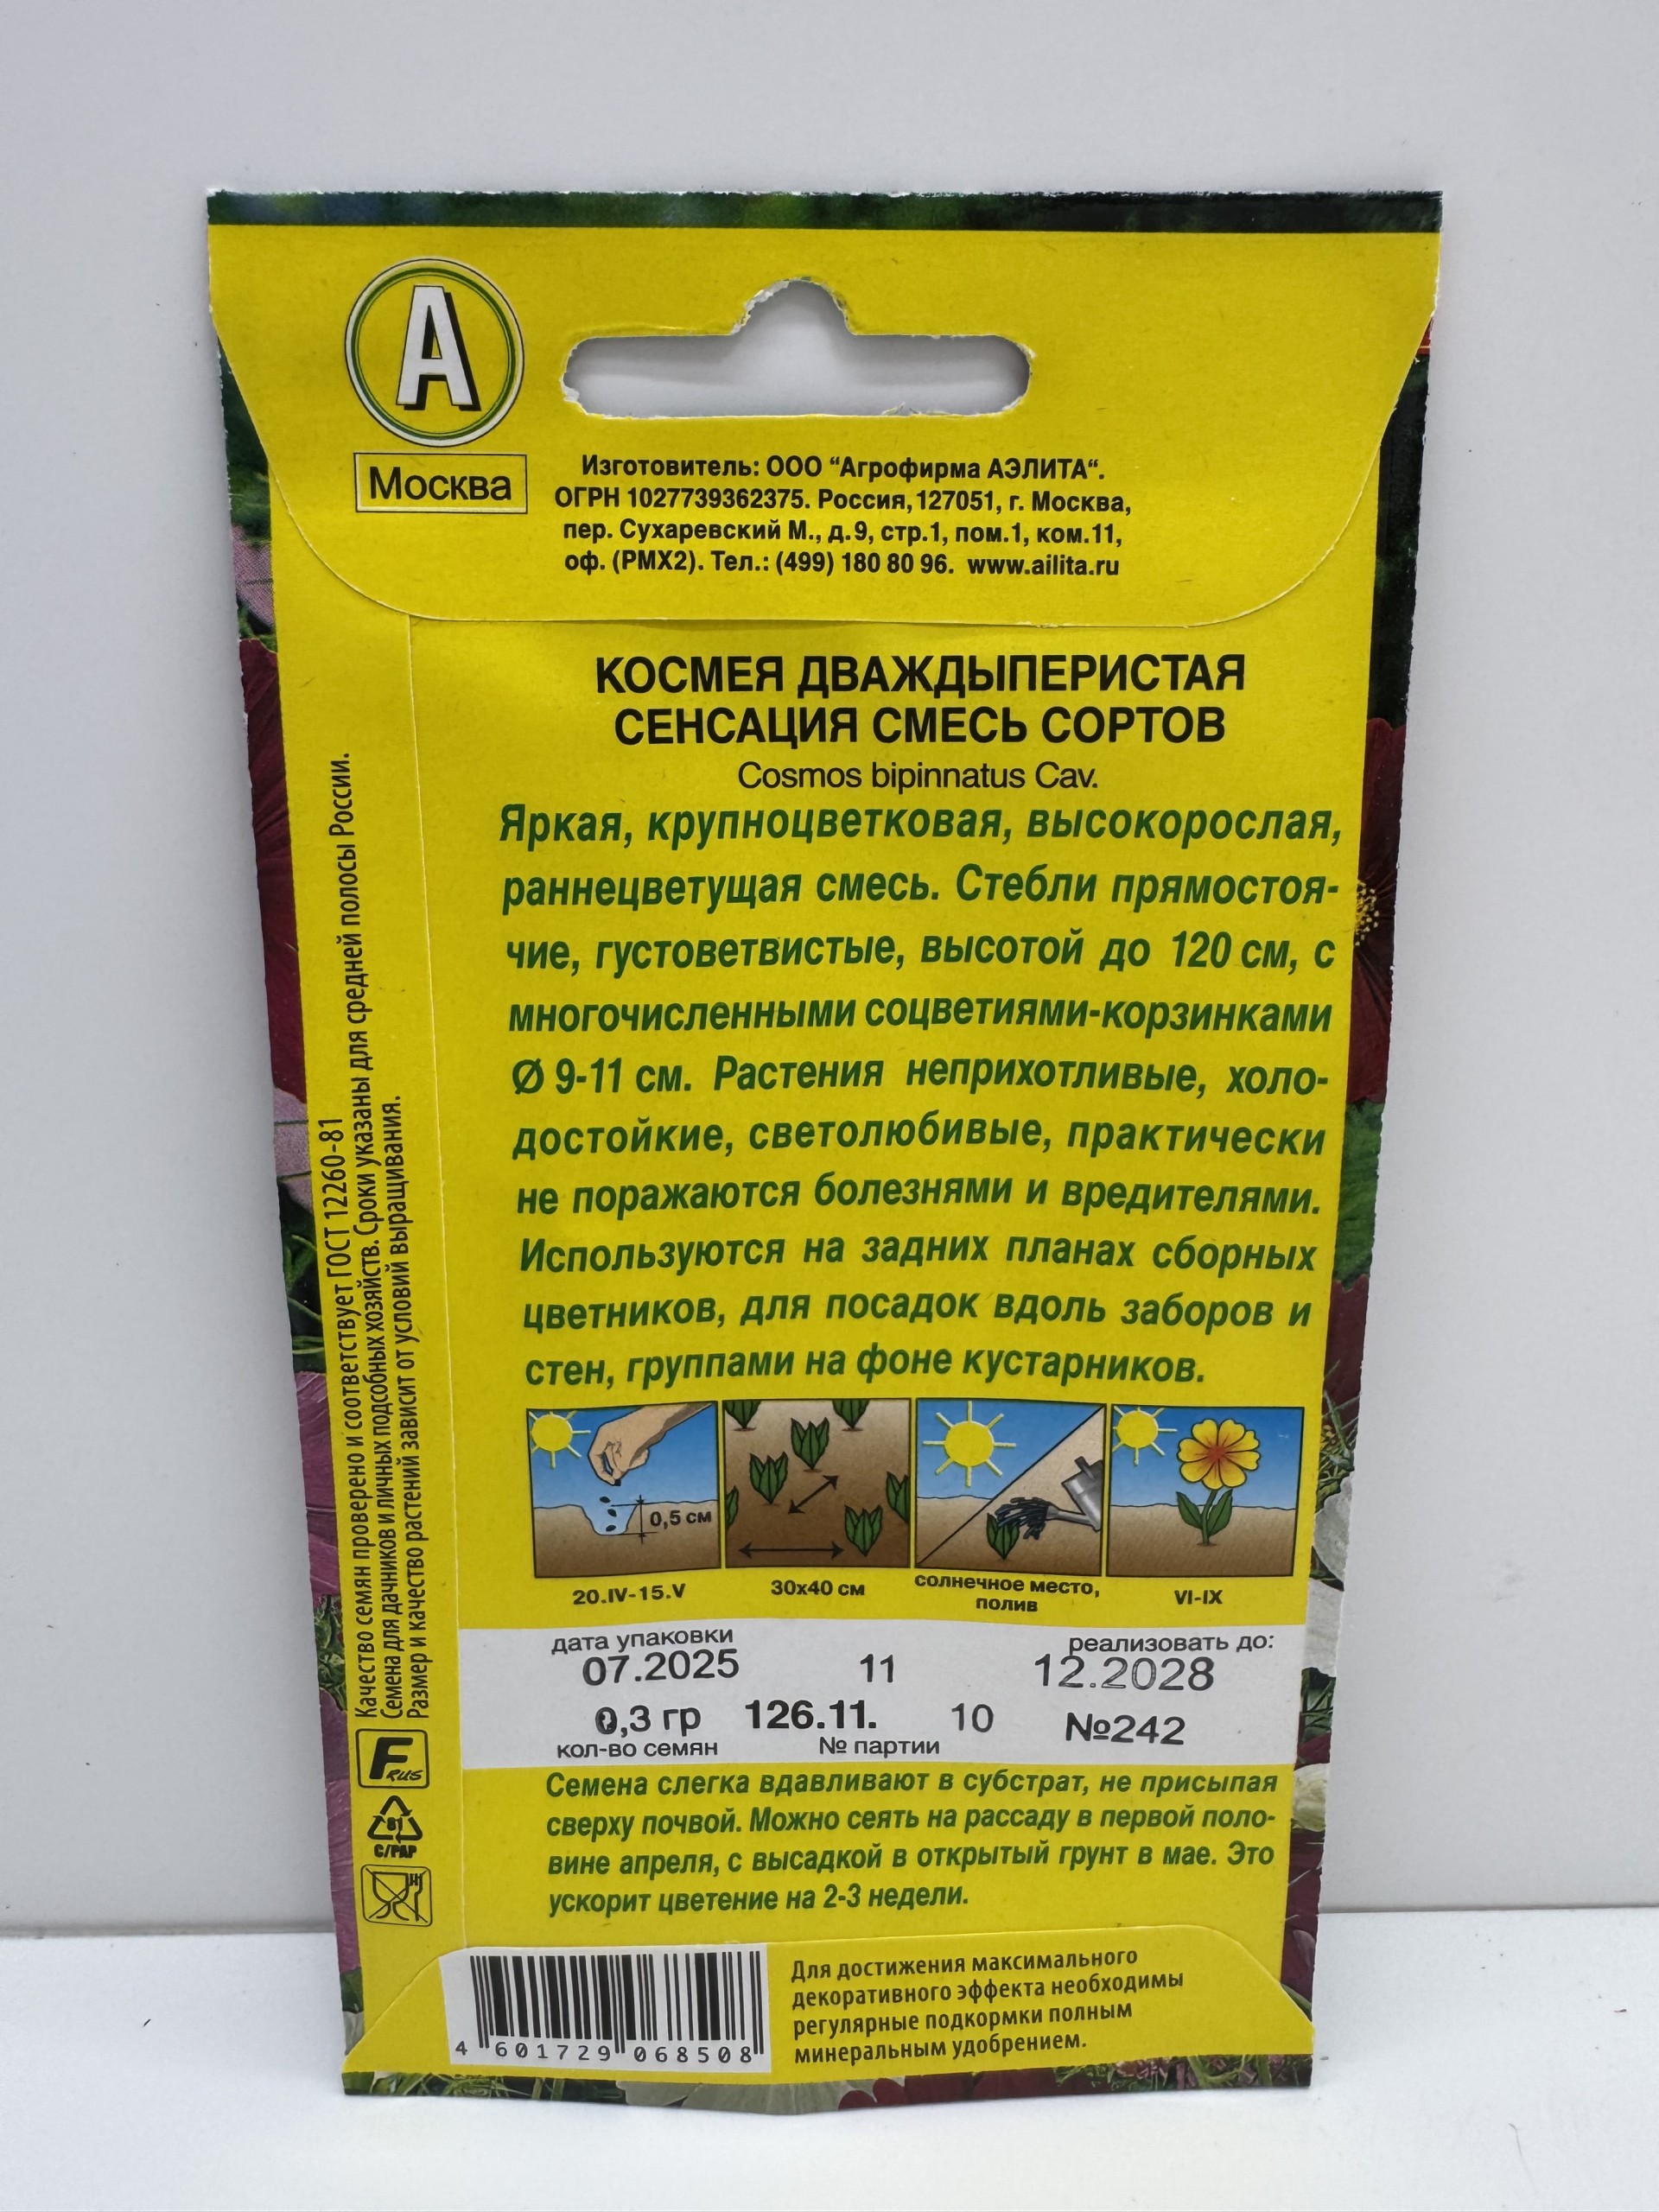 А
Москва
Изготовитель: ООО “Агрофирма АЭЛИТА“.
ОГРН 1027739362375. Россия, 127051, г. Москва,
пер. Сухаревский М., д.9, стр.1, пом.1, ком.11,
оф. (РМХ2). Тел.: (499) 180 80 96. www.ailita.ru
КОСМЕЯ ДВАЖДЫПЕРИСТАЯ
СЕНСАЦИЯ СМЕСЬ СОРТОВ
Cosmos bipinnatus Cav.
Яркая, крупноцветковая, высокорослая,
раннецветущая смесь. Стебли прямостоя-
чие, густоветвистые, высотой до 120 см, с
многочисленными соцветиями-корзинками
Ø 9-11 см. Растения неприхотливые, холо-
достойкие, светолюбивые, практически
не поражаются болезнями и вредителями.
Используются на задних планах сборных
цветников, для посадок вдоль заборов и
стен, группами на фоне кустарников.
0,5 см
20.IV-15.V
30х40 см
солнечное место,
полив
VI-IX
дата упаковки
реализовать до:
07.2025 11 12.2028
0,3 гр 126.11. 10 №242
кол-во семян № партии
Семена слегка вдавливают в субстрат, не присыпая
сверху почвой. Можно сеять на рассаду в первой поло-
вине апреля, с высадкой в открытый грунт в мае. Это
ускорит цветение на 2-3 недели.
Для достижения максимального
декоративного эффекта необходимы
регулярные подкормки полным
минеральным удобрением.
4 601729 068508
Качество семян проверено и соответствует ГОСТ 12260-81
Семена для дачников и личных подсобных хозяйств. Сроки указаны для средней полосы России.
Размер и качество растений зависит от условий выращивания.
F RUS
81
C/PAP